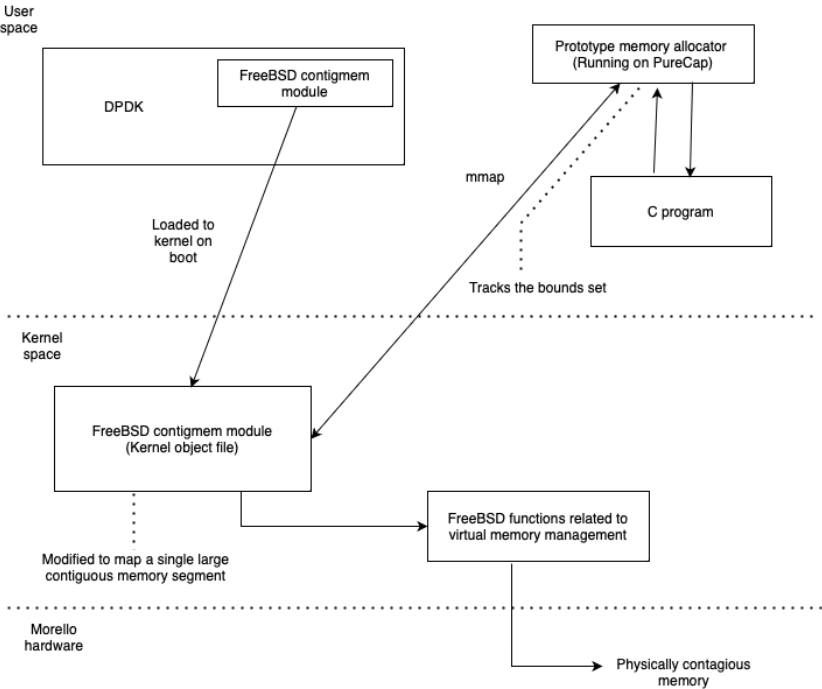 User
space
FreeBSD contigmem
module
DPDK
Prototype memory allocator
(Running on PureCap)
mmap
C program
Loaded to
kernel on
boot
Tracks the bounds set
Kernel
space
FreeBSD contigmem module
(Kernel object file)
FreeBSD functions related to
virtual memory management
Modified to map a single large
contiguous memory segment
Morello
hardware
Physically contagious
memory